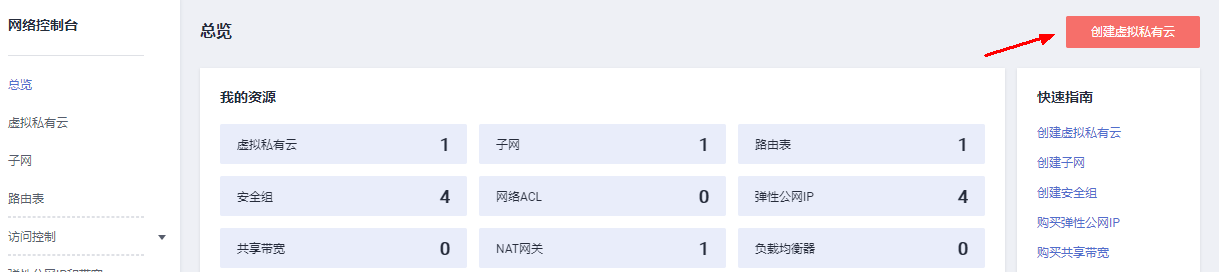 网络控制台
总览
虚拟私有云
子网
路由表
访问控制
总览
创建虚拟私有云
我的资源
虚拟私有云 1
子网 1
路由表 1
安全组 4
网络ACL 0
弹性公网IP 4
共享带宽 0
NAT网关 1
负载均衡器 0
快速指南
创建虚拟私有云
创建子网
创建安全组
购买弹性公网IP
购买共享带宽